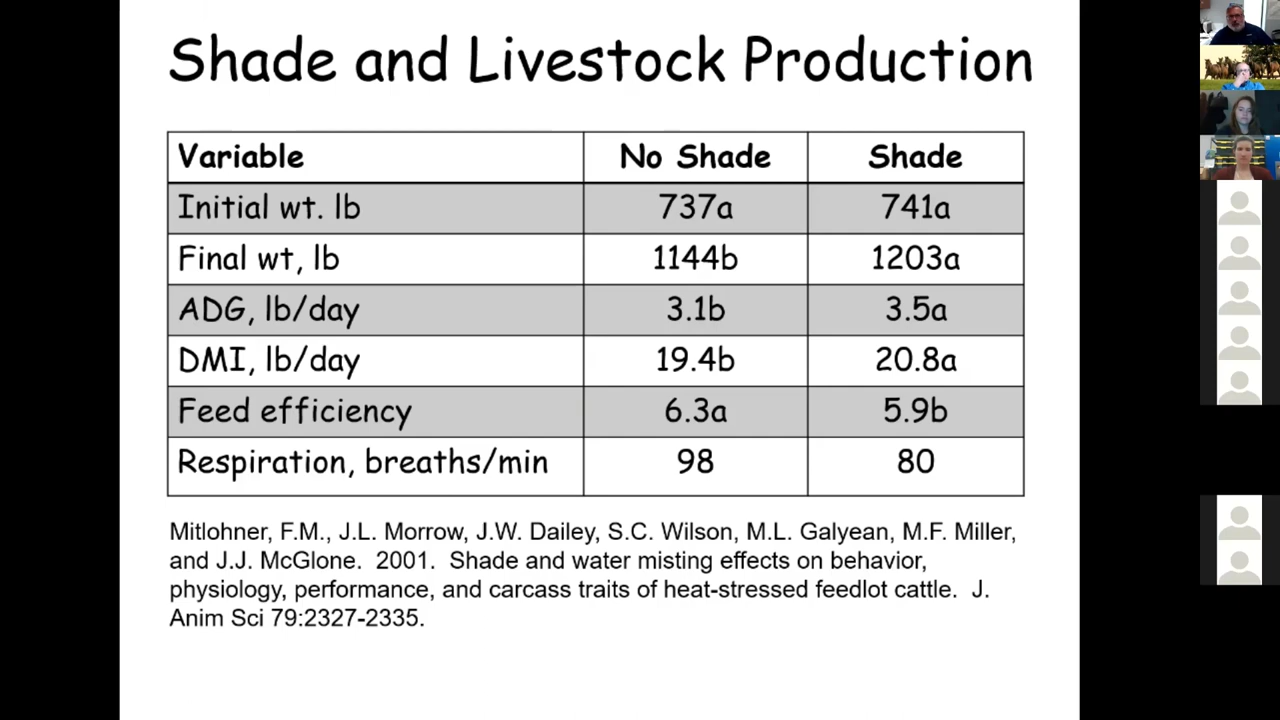 Shade and Livestock Production
Variable No Shade Shade
Initial wt. lb 737a 741a
Final wt, lb 1144b 1203a
ADG, lb/day 3.1b 3.5a
DMI, lb/day 19.4b 20.8a
Feed efficiency 6.3a 5.9b
Respiration, breaths/min 98 80
Mitlohner, F.M., J.L. Morrow, J.W. Dailey, S.C. Wilson, M.L. Galyean, M.F. Miller,
and J.J. McGlone. 2001. Shade and water misting effects on behavior,
physiology, performance, and carcass traits of heat-stressed feedlot cattle. J.
Anim Sci 79:2327-2335.